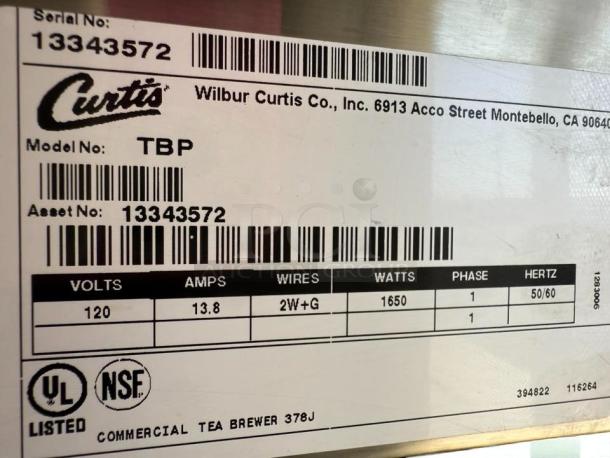 Serial No:
13343572
Curtis
Wilbur Curtis Co., Inc. 6913 Acco Street Montebello, CA 90640
Model No: TBP
Asset No: 13343572
VOLTS AMPS WIRES WATTS PHASE HERTZ
120 13.8 2W+G 1650 1 50/60
1
1283006
UL
LISTED
NSF
COMMERCIAL TEA BREWER 378J
394822 116264